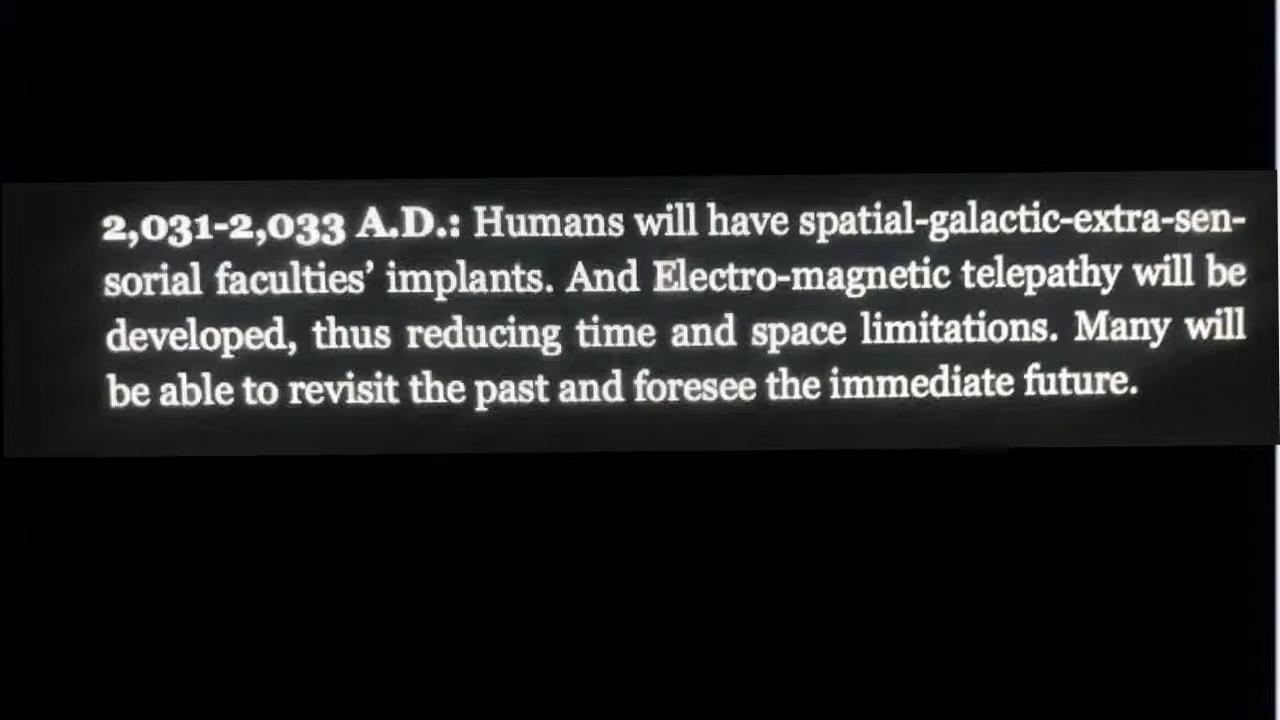 2,031-2,033 A.D.: Humans will have spatial-galactic-extra-sen-
sorial faculties' implants. And Electro-magnetic telepathy will be
developed, thus reducing time and space limitations. Many will
be able to revisit the past and foresee the immediate future.